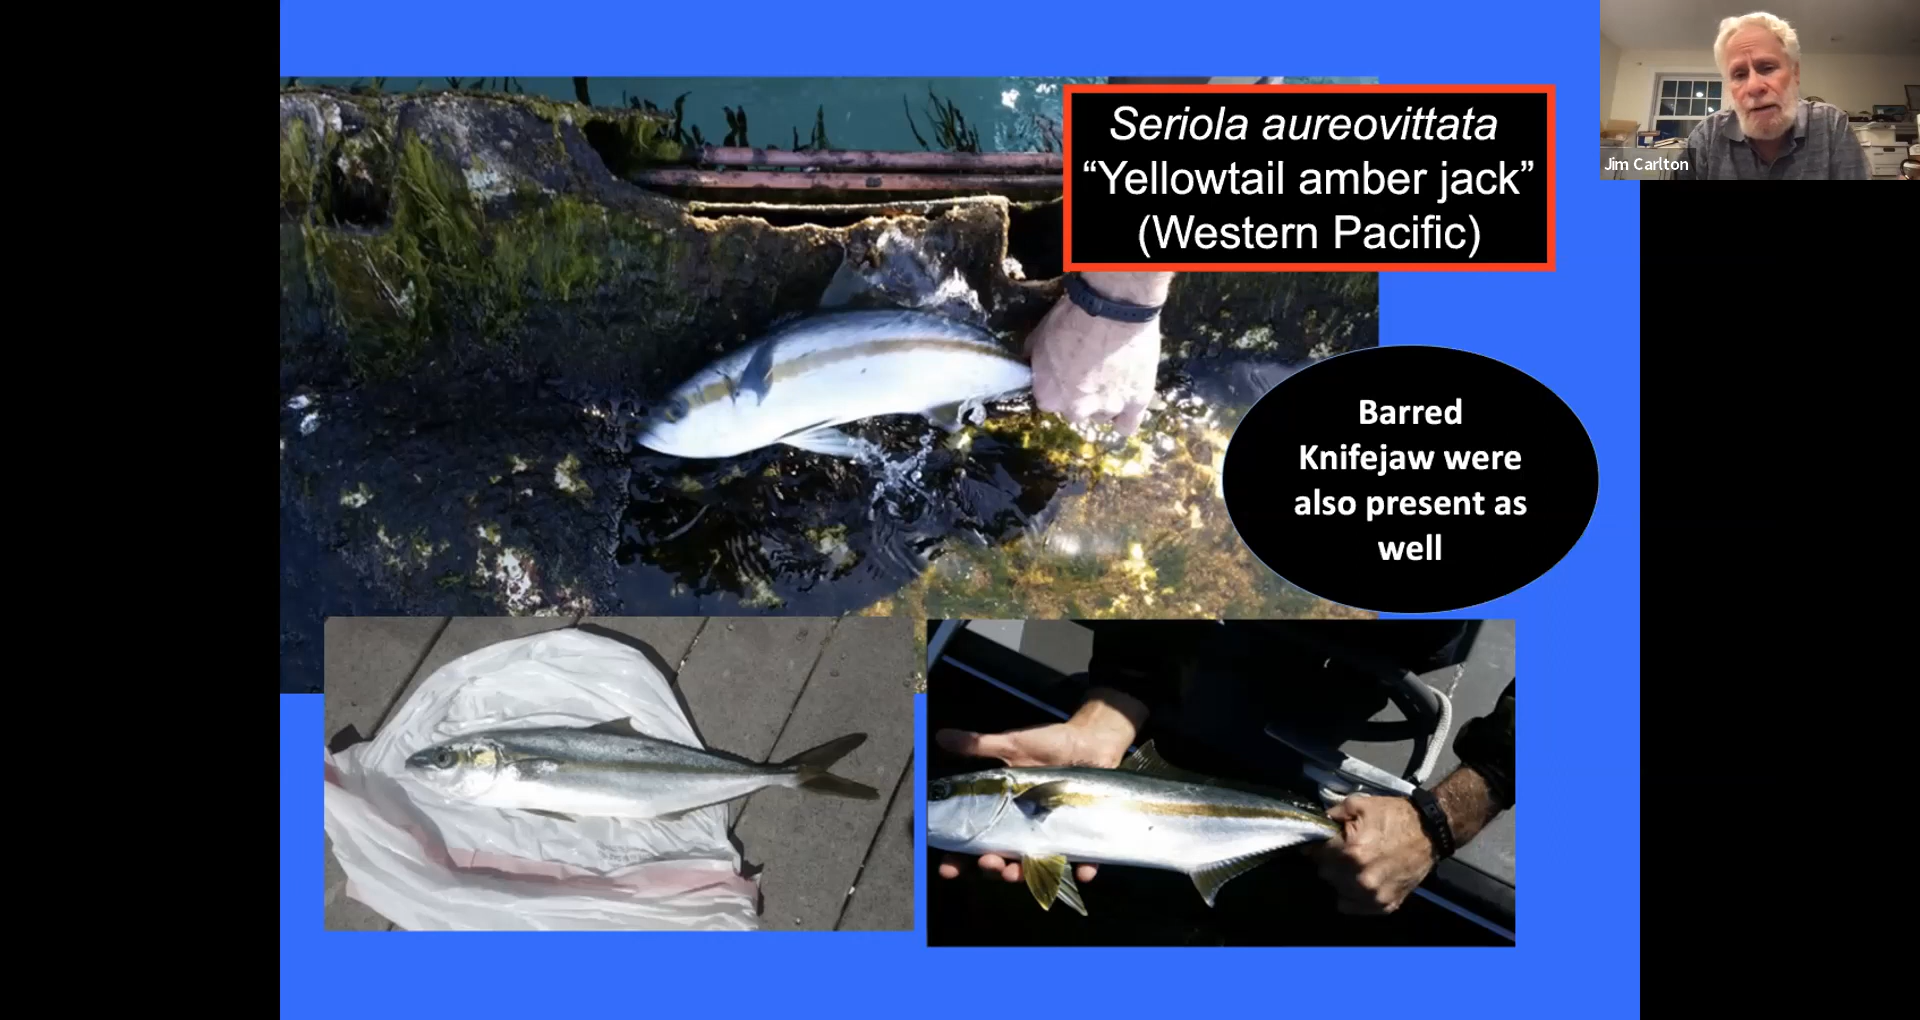 Seriola aureovittata
“Yellowtail amber jack”
(Western Pacific)
Jim Carlton
Barred
Knifejaw were
also present as
well